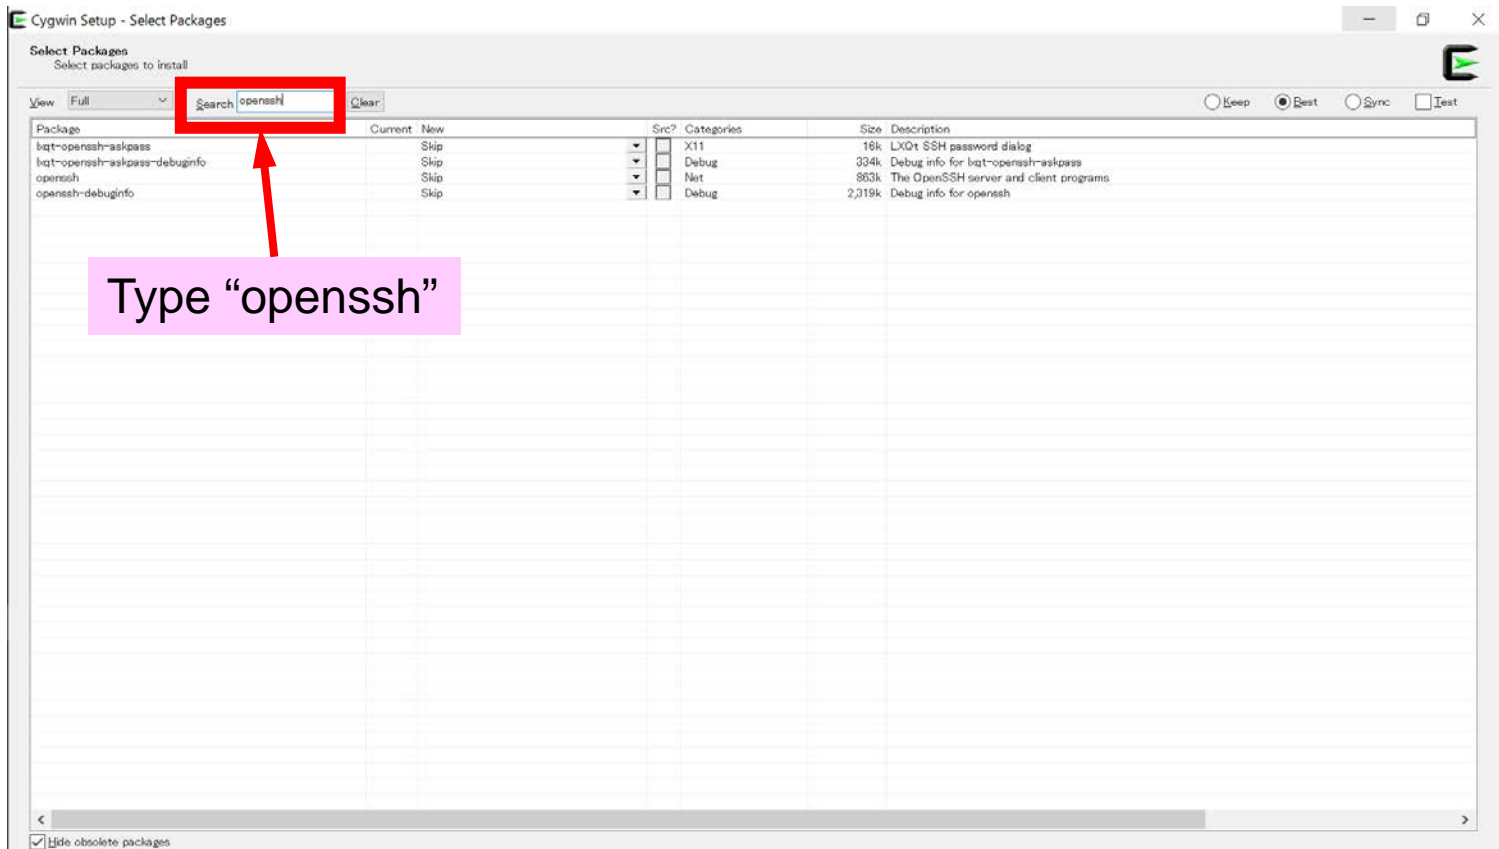 Cygwin Setup - Select Packages
Select Packages
Select packages to install
View Full Search openssh Clear Keep Best Sync Test
Package Current New Src? Categories Size Description
lxqt-openssh-askpass Skip X11 16k LXQt SSH password dialog
lxqt-openssh-askpass-debuginfo Skip Debug 334k Debug info for lxqt-openssh-askpass
openssh Skip Net 863k The OpenSSH server and client programs
openssh-debuginfo Skip Debug 2,319k Debug info for openssh
Type “openssh”
Hide obsolete packages